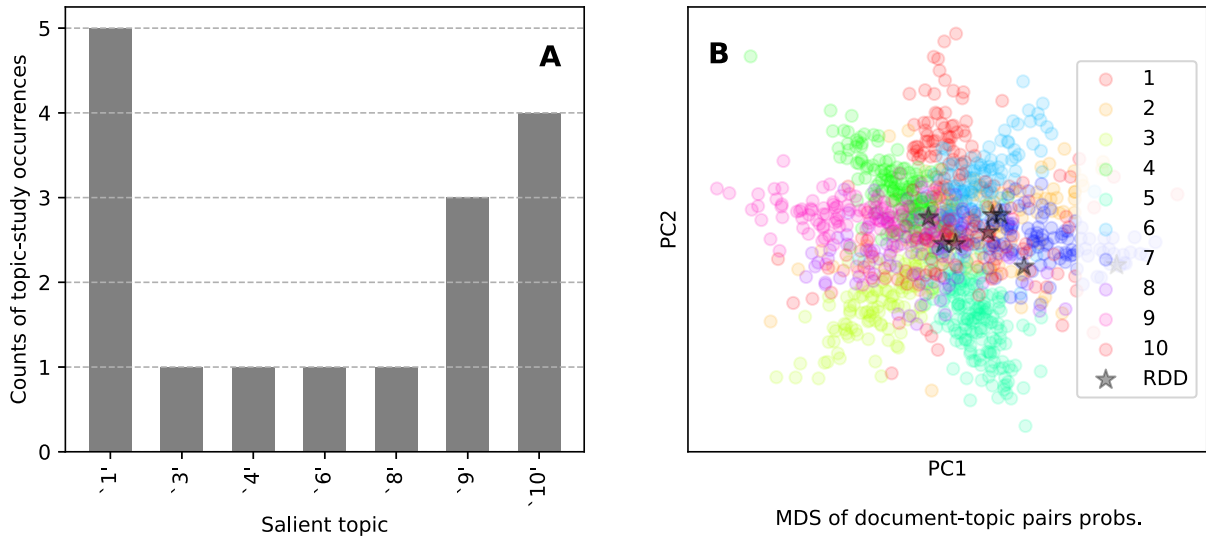 A
Counts of topic-study occurrences
5
4
3
2
1
0
`1'
`3'
`4'
`6'
`8'
`9'
`10'
Salient topic
B
PC2
1
2
3
4
5
6
7
8
9
10
RDD
PC1
MDS of document-topic pairs probs.